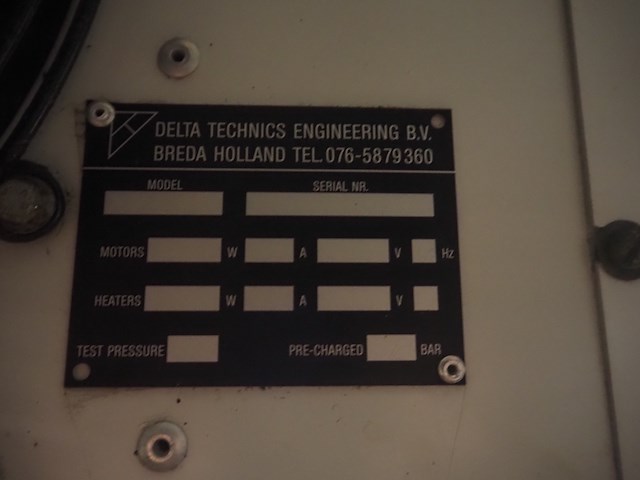 DELTA TECHNICS ENGINEERING B.V.
BREDA HOLLAND TEL.076-5879360
MODEL SERIAL NR.
MOTORS W A V Hz
HEATERS W A V
TEST PRESSURE PRE-CHARGED BAR